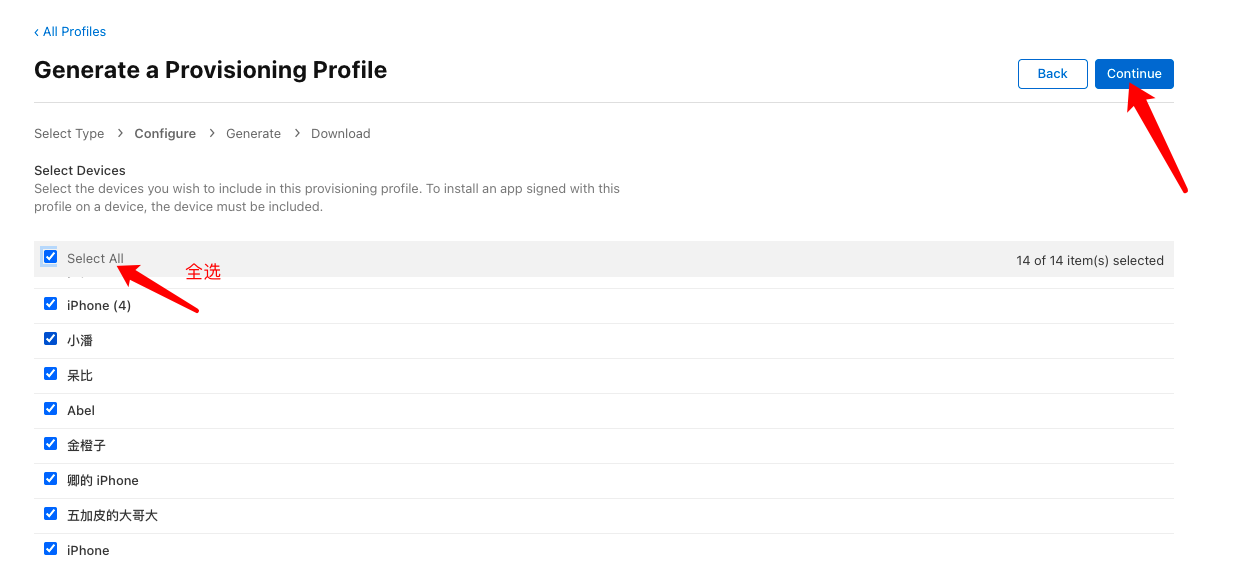 ‹ All Profiles
Generate a Provisioning Profile
Back
Continue
Select Type > Configure > Generate > Download
Select Devices
Select the devices you wish to include in this provisioning profile. To install an app signed with this
profile on a device, the device must be included.
Select All
全选
14 of 14 item(s) selected
iPhone (4)
小潘
呆比
Abel
金橙子
卿的 iPhone
五加皮的大哥大
iPhone